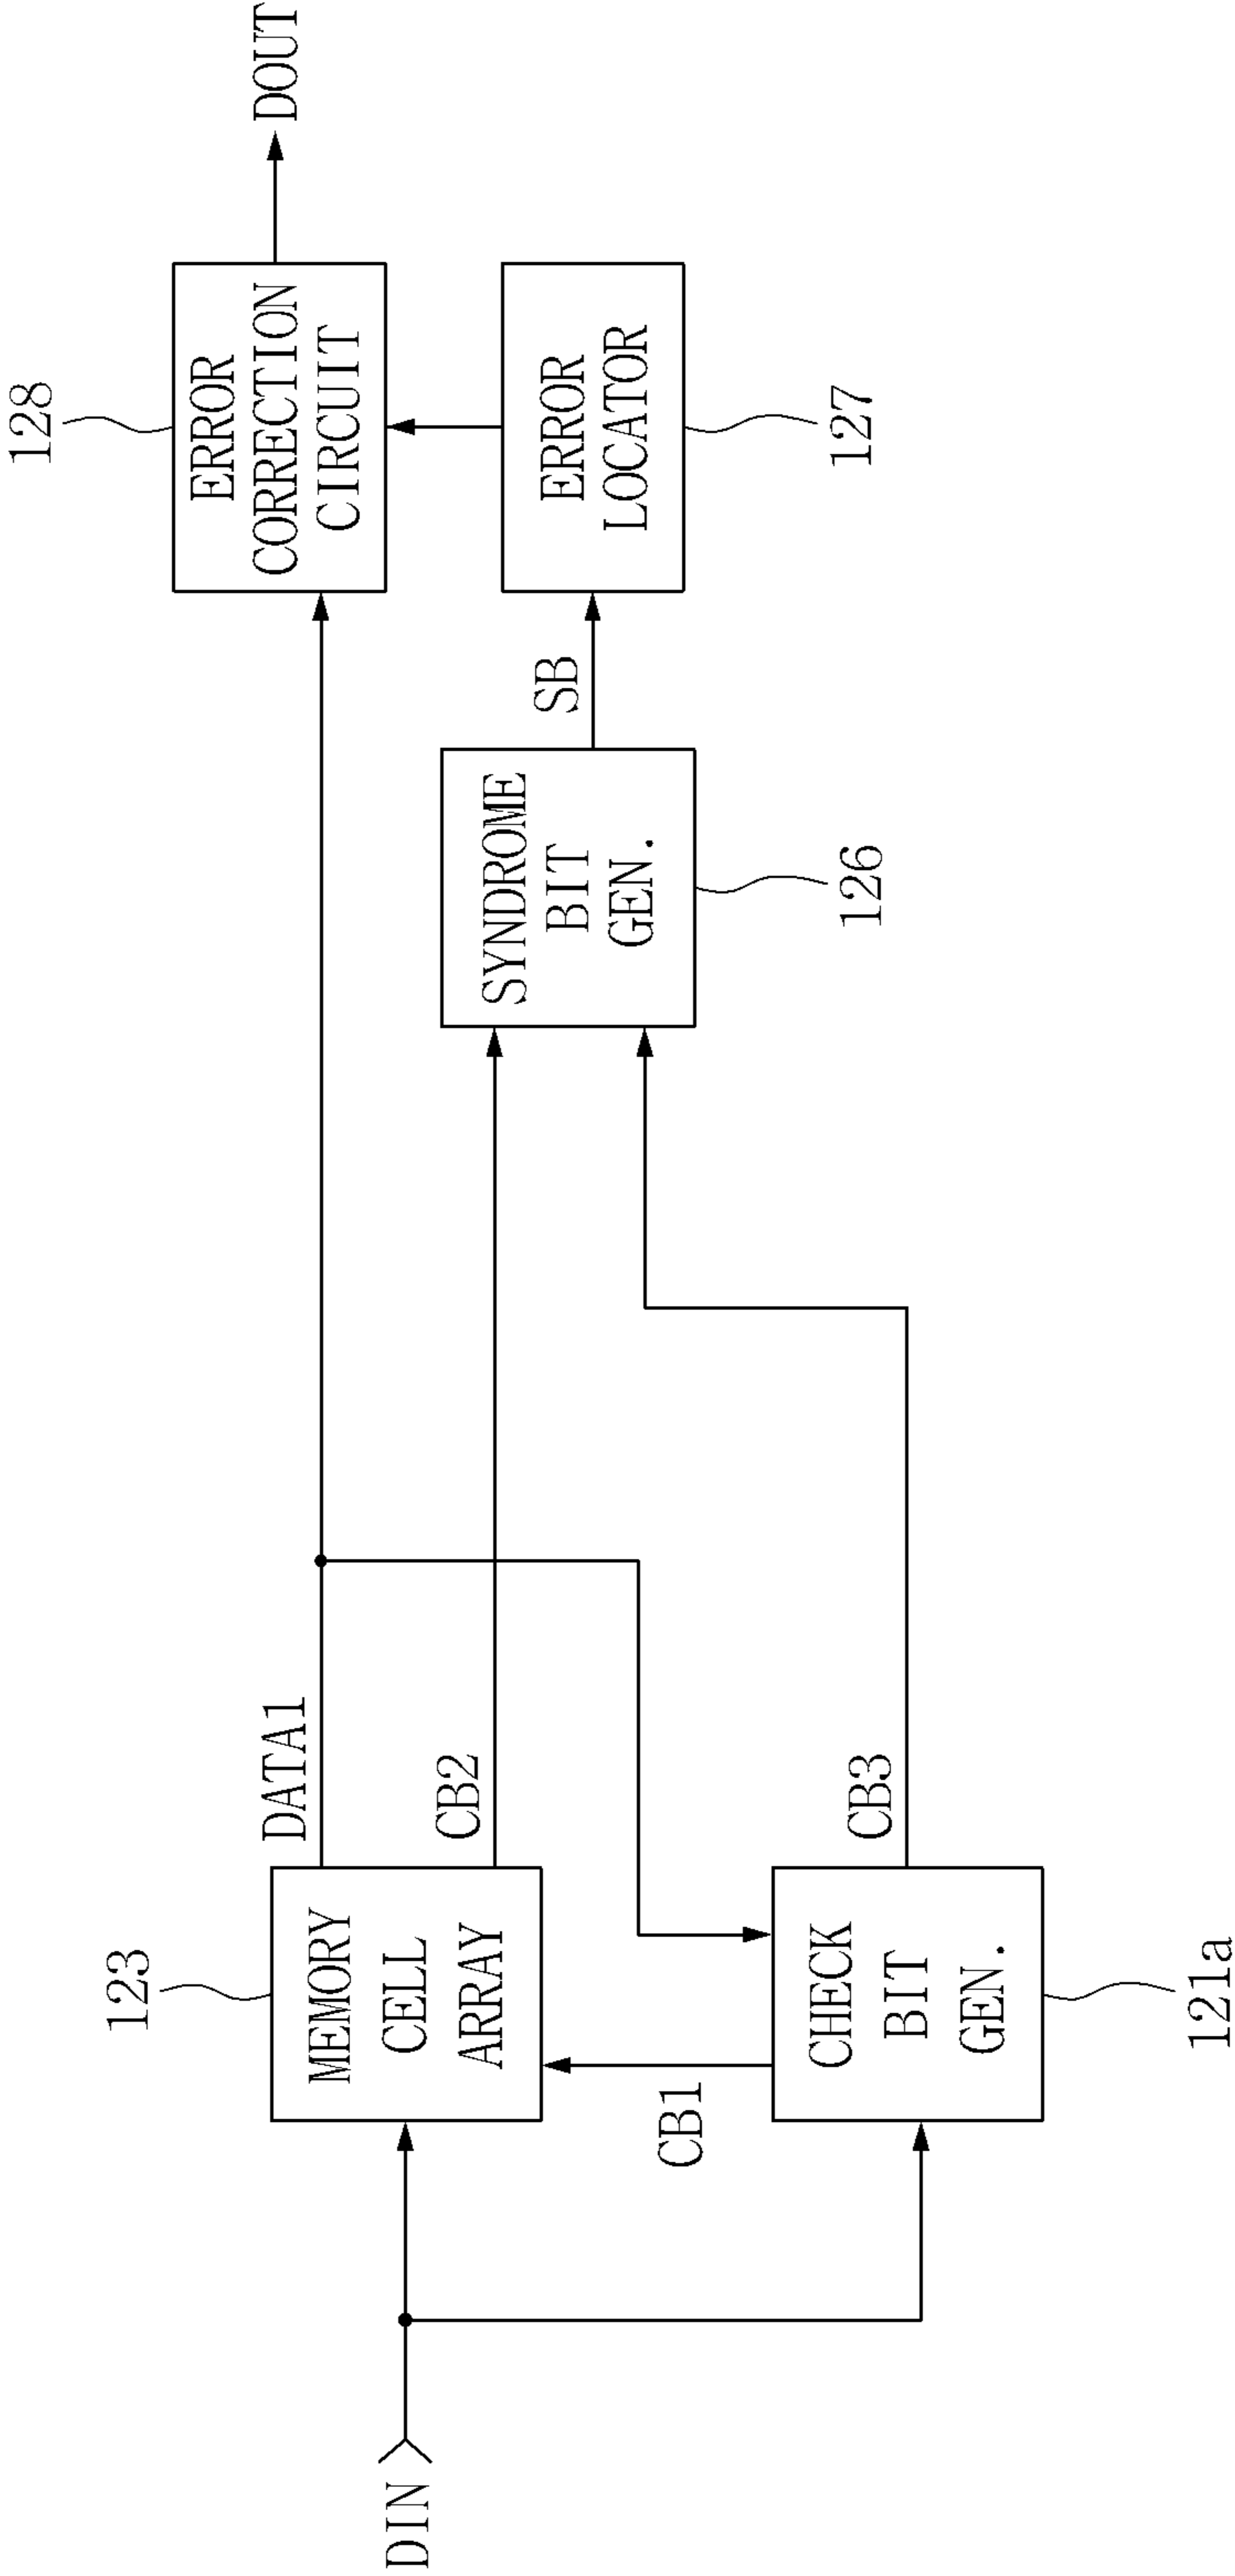 DIN
123
MEMORY
CELL
ARRAY
DATA1
CB2
CB1
CHECK
BIT
GEN.
121a
CB3
SYNDROME
BIT
GEN.
126
SB
128
ERROR
CORRECTION
CIRCUIT
ERROR
LOCATOR
127
DOUT